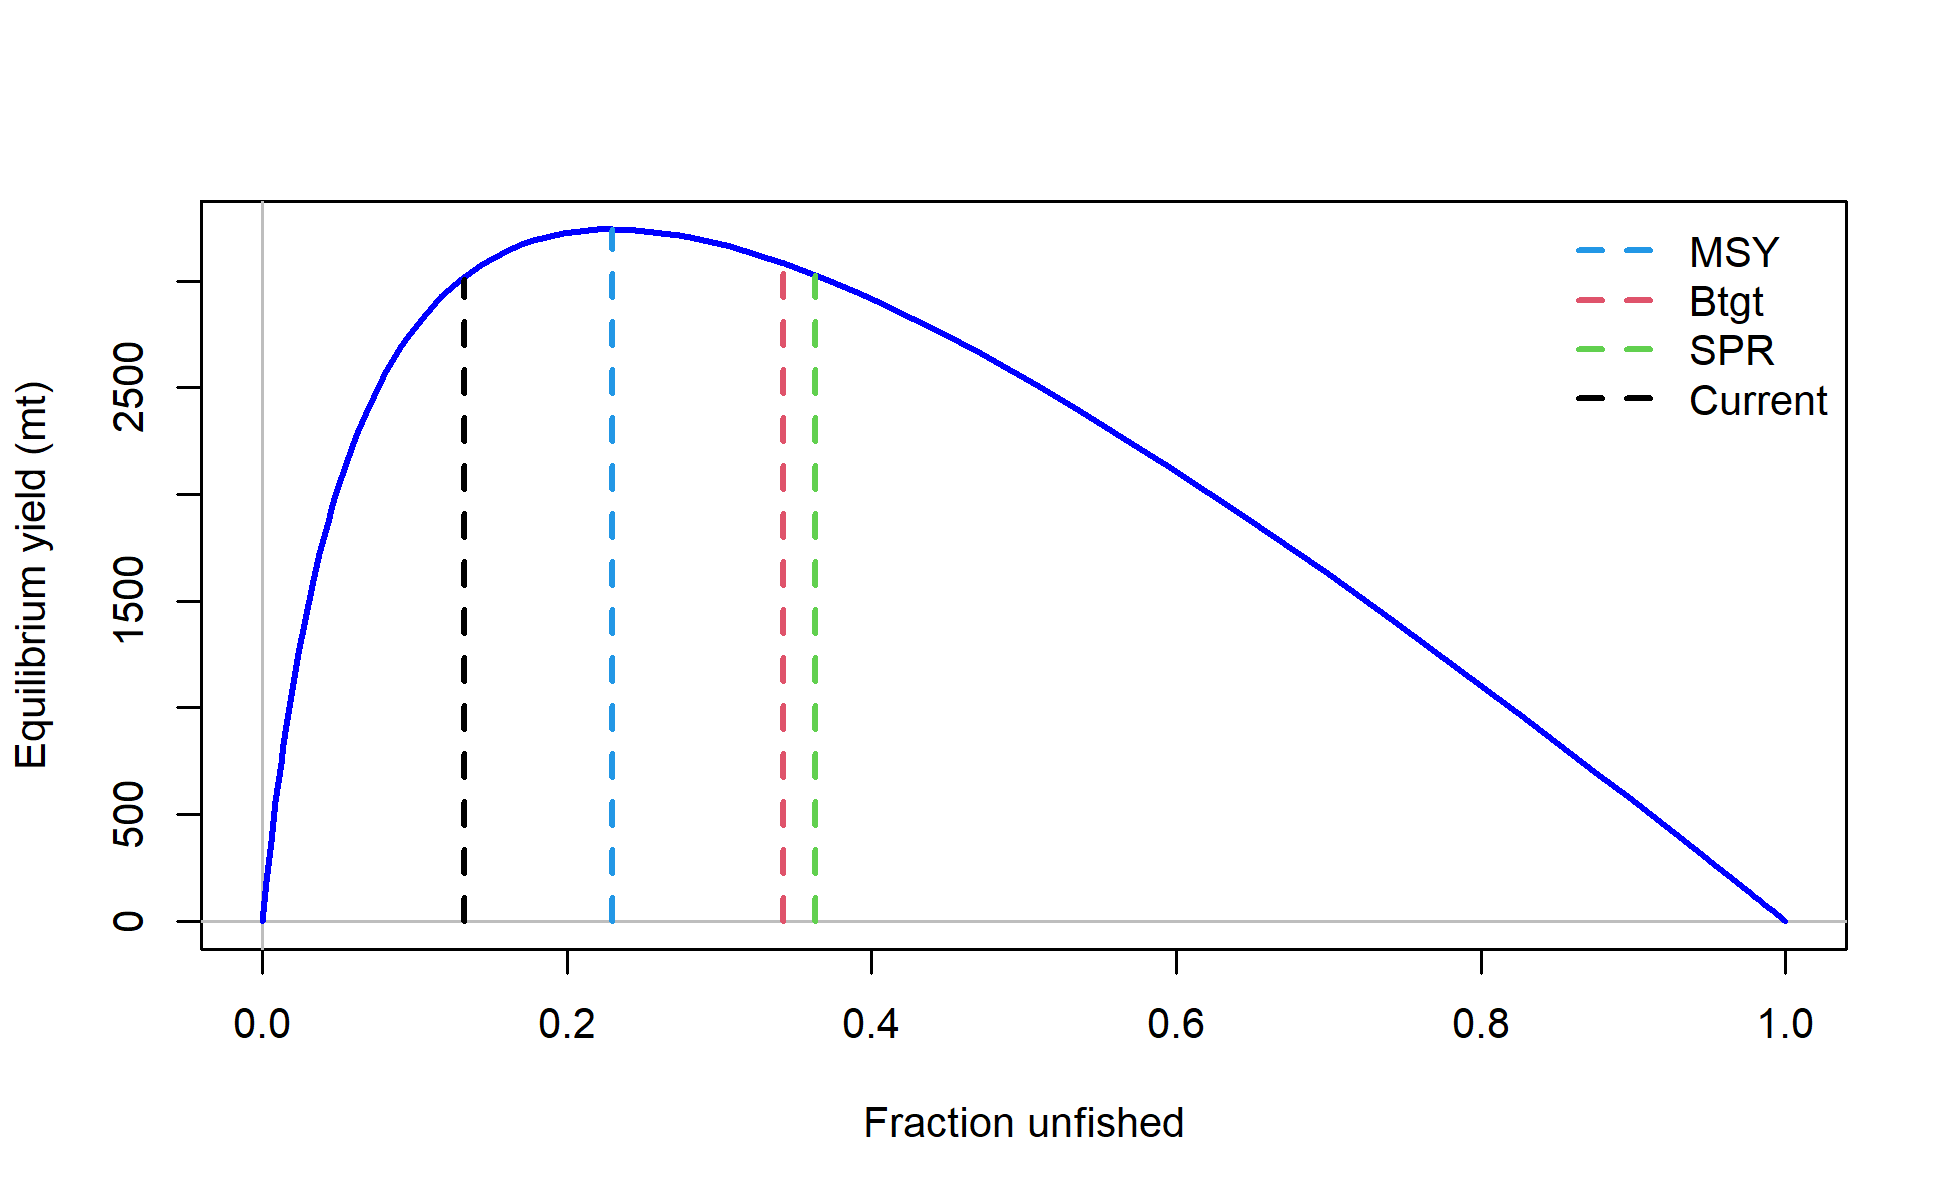 MSY
Btgt
SPR
Current
Equilibrium yield (mt)
2500
1500
500
0
0.0 0.2 0.4 0.6 0.8 1.0
Fraction unfished